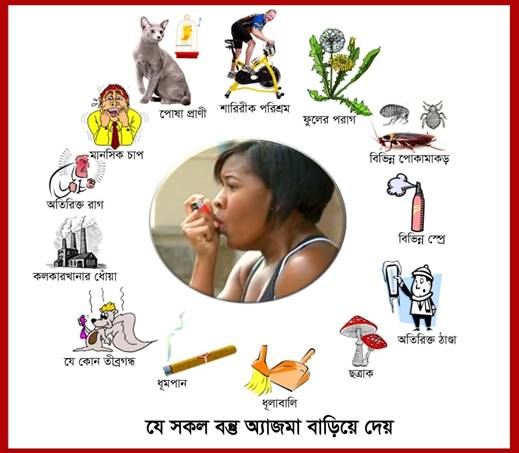 পোষা প্রাণী
শারিরীক পরিশ্রম
ফুলের পরাগ
বিভিন্ন পোকামাকড়
বিভিন্ন স্প্রে
অতিরিক্ত ঠাণ্ডা
ছত্রাক
ধূলাবালি
ধূমপান
যে কোন তীব্রগন্ধ
কলকারখানার ধোঁয়া
অতিরিক্ত রাগ
মানসিক চাপ
যে সকল বস্তু অ্যাজমা বাড়িয়ে দেয়